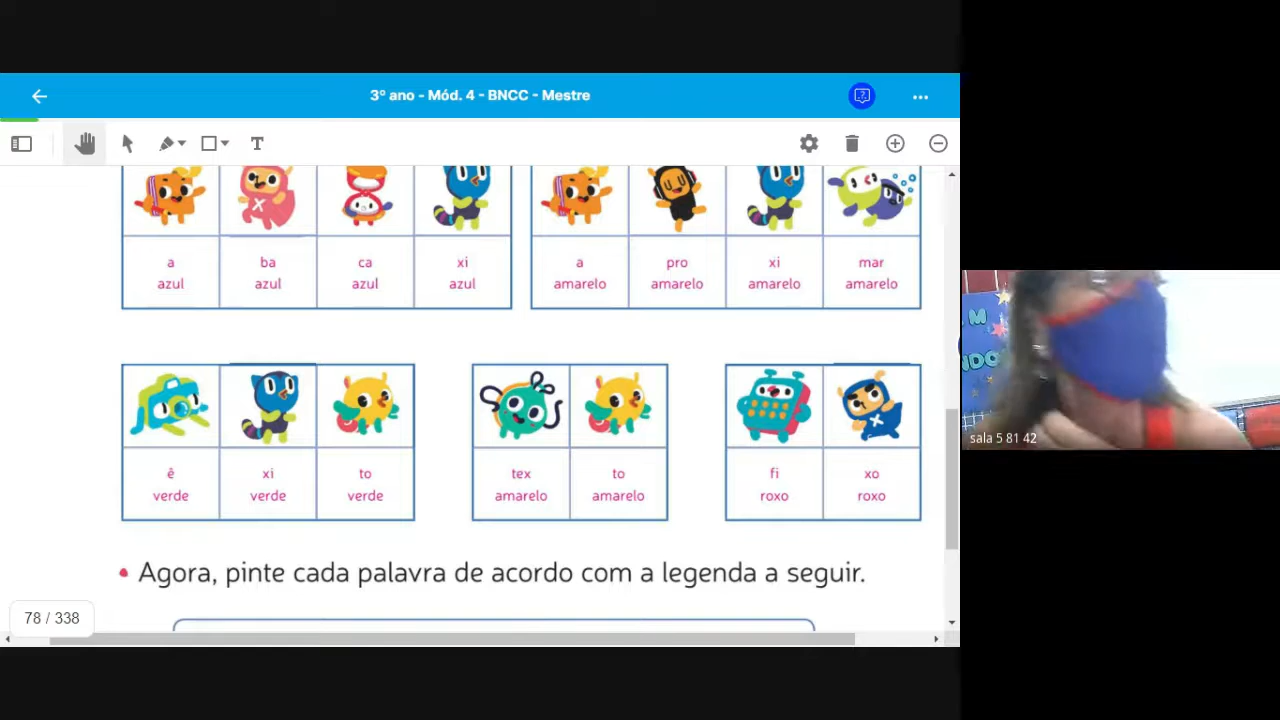 3º ano - Mód. 4 - BNCC - Mestre
T
a ba ca xi
azul azul azul azul
a pro xi mar
amarelo amarelo amarelo amarelo
ê xi to
verde verde verde
tex to
amarelo amarelo
fi xo
roxo roxo
• Agora, pinte cada palavra de acordo com a legenda a seguir.
78 / 338
M
NDO
sala 5 81 42